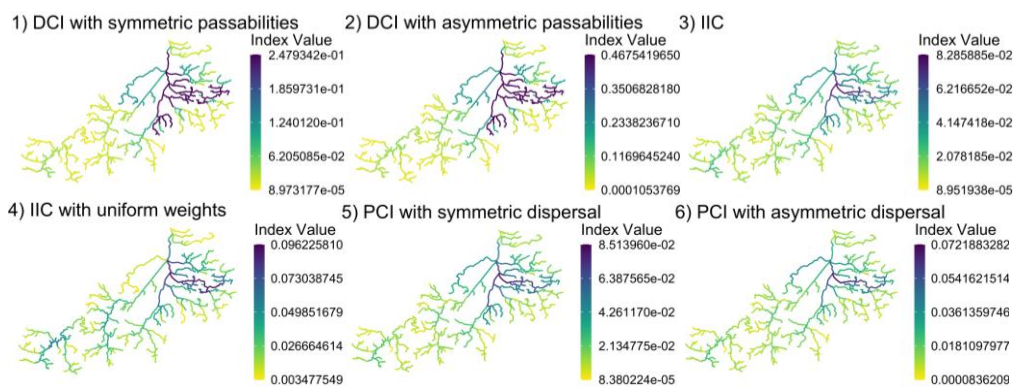 1) DCI with symmetric passabilities
Index Value
2.479342e-01
1.859731e-01
1.240120e-01
6.205085e-02
8.973177e-05
2) DCI with asymmetric passabilities
Index Value
0.4675419650
0.3506828180
0.2338236710
0.1169645240
0.0001053769
3) IIC
Index Value
8.285885e-02
6.216652e-02
4.147418e-02
2.078185e-02
8.951938e-05
4) IIC with uniform weights
Index Value
0.096225810
0.073038745
0.049851679
0.026664614
0.003477549
5) PCI with symmetric dispersal
Index Value
8.513960e-02
6.387565e-02
4.261170e-02
2.134775e-02
8.380224e-05
6) PCI with asymmetric dispersal
Index Value
0.0721883282
0.0541621514
0.0361359746
0.0181097977
0.0000836209